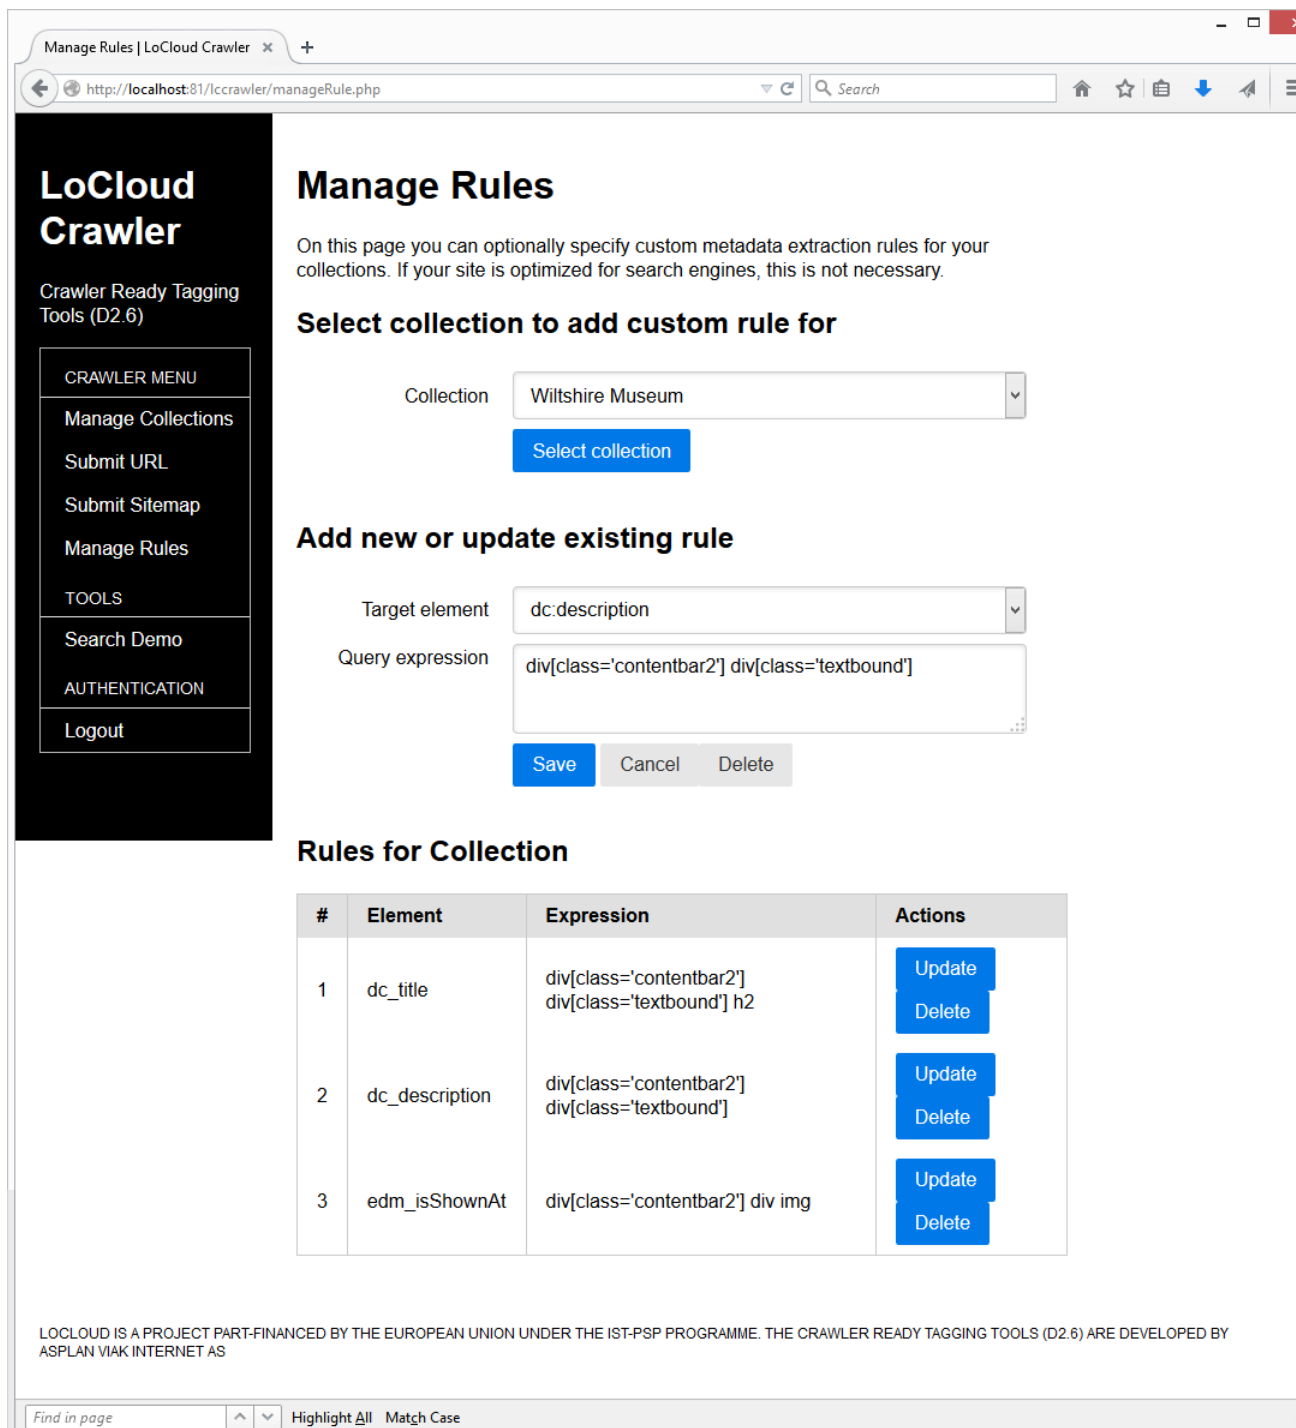 Manage Rules | LoCloud Crawler
http://localhost:81/lccrawler/manageRule.php
Search
LoCloud
Crawler
Crawler Ready Tagging
Tools (D2.6)
CRAWLER MENU
Manage Collections
Submit URL
Submit Sitemap
Manage Rules
TOOLS
Search Demo
AUTHENTICATION
Logout
Manage Rules
On this page you can optionally specify custom metadata extraction rules for your
collections. If your site is optimized for search engines, this is not necessary.
Select collection to add custom rule for
Collection
Wiltshire Museum
Select collection
Add new or update existing rule
Target element
dc:description
Query expression
div[class='contentbar2'] div[class='textbound']
Save Cancel Delete
Rules for Collection
# Element Expression Actions
1 dc_title div[class='contentbar2']
div[class='textbound'] h2
Update
Delete
2 dc_description div[class='contentbar2']
div[class='textbound']
Update
Delete
3 edm_isShownAt div[class='contentbar2'] div img
Update
Delete
LOCLOUD IS A PROJECT PART-FINANCED BY THE EUROPEAN UNION UNDER THE IST-PSP PROGRAMME. THE CRAWLER READY TAGGING TOOLS (D2.6) ARE DEVELOPED BY
ASPLAN VIAK INTERNET AS
Find in page Highlight All Match Case